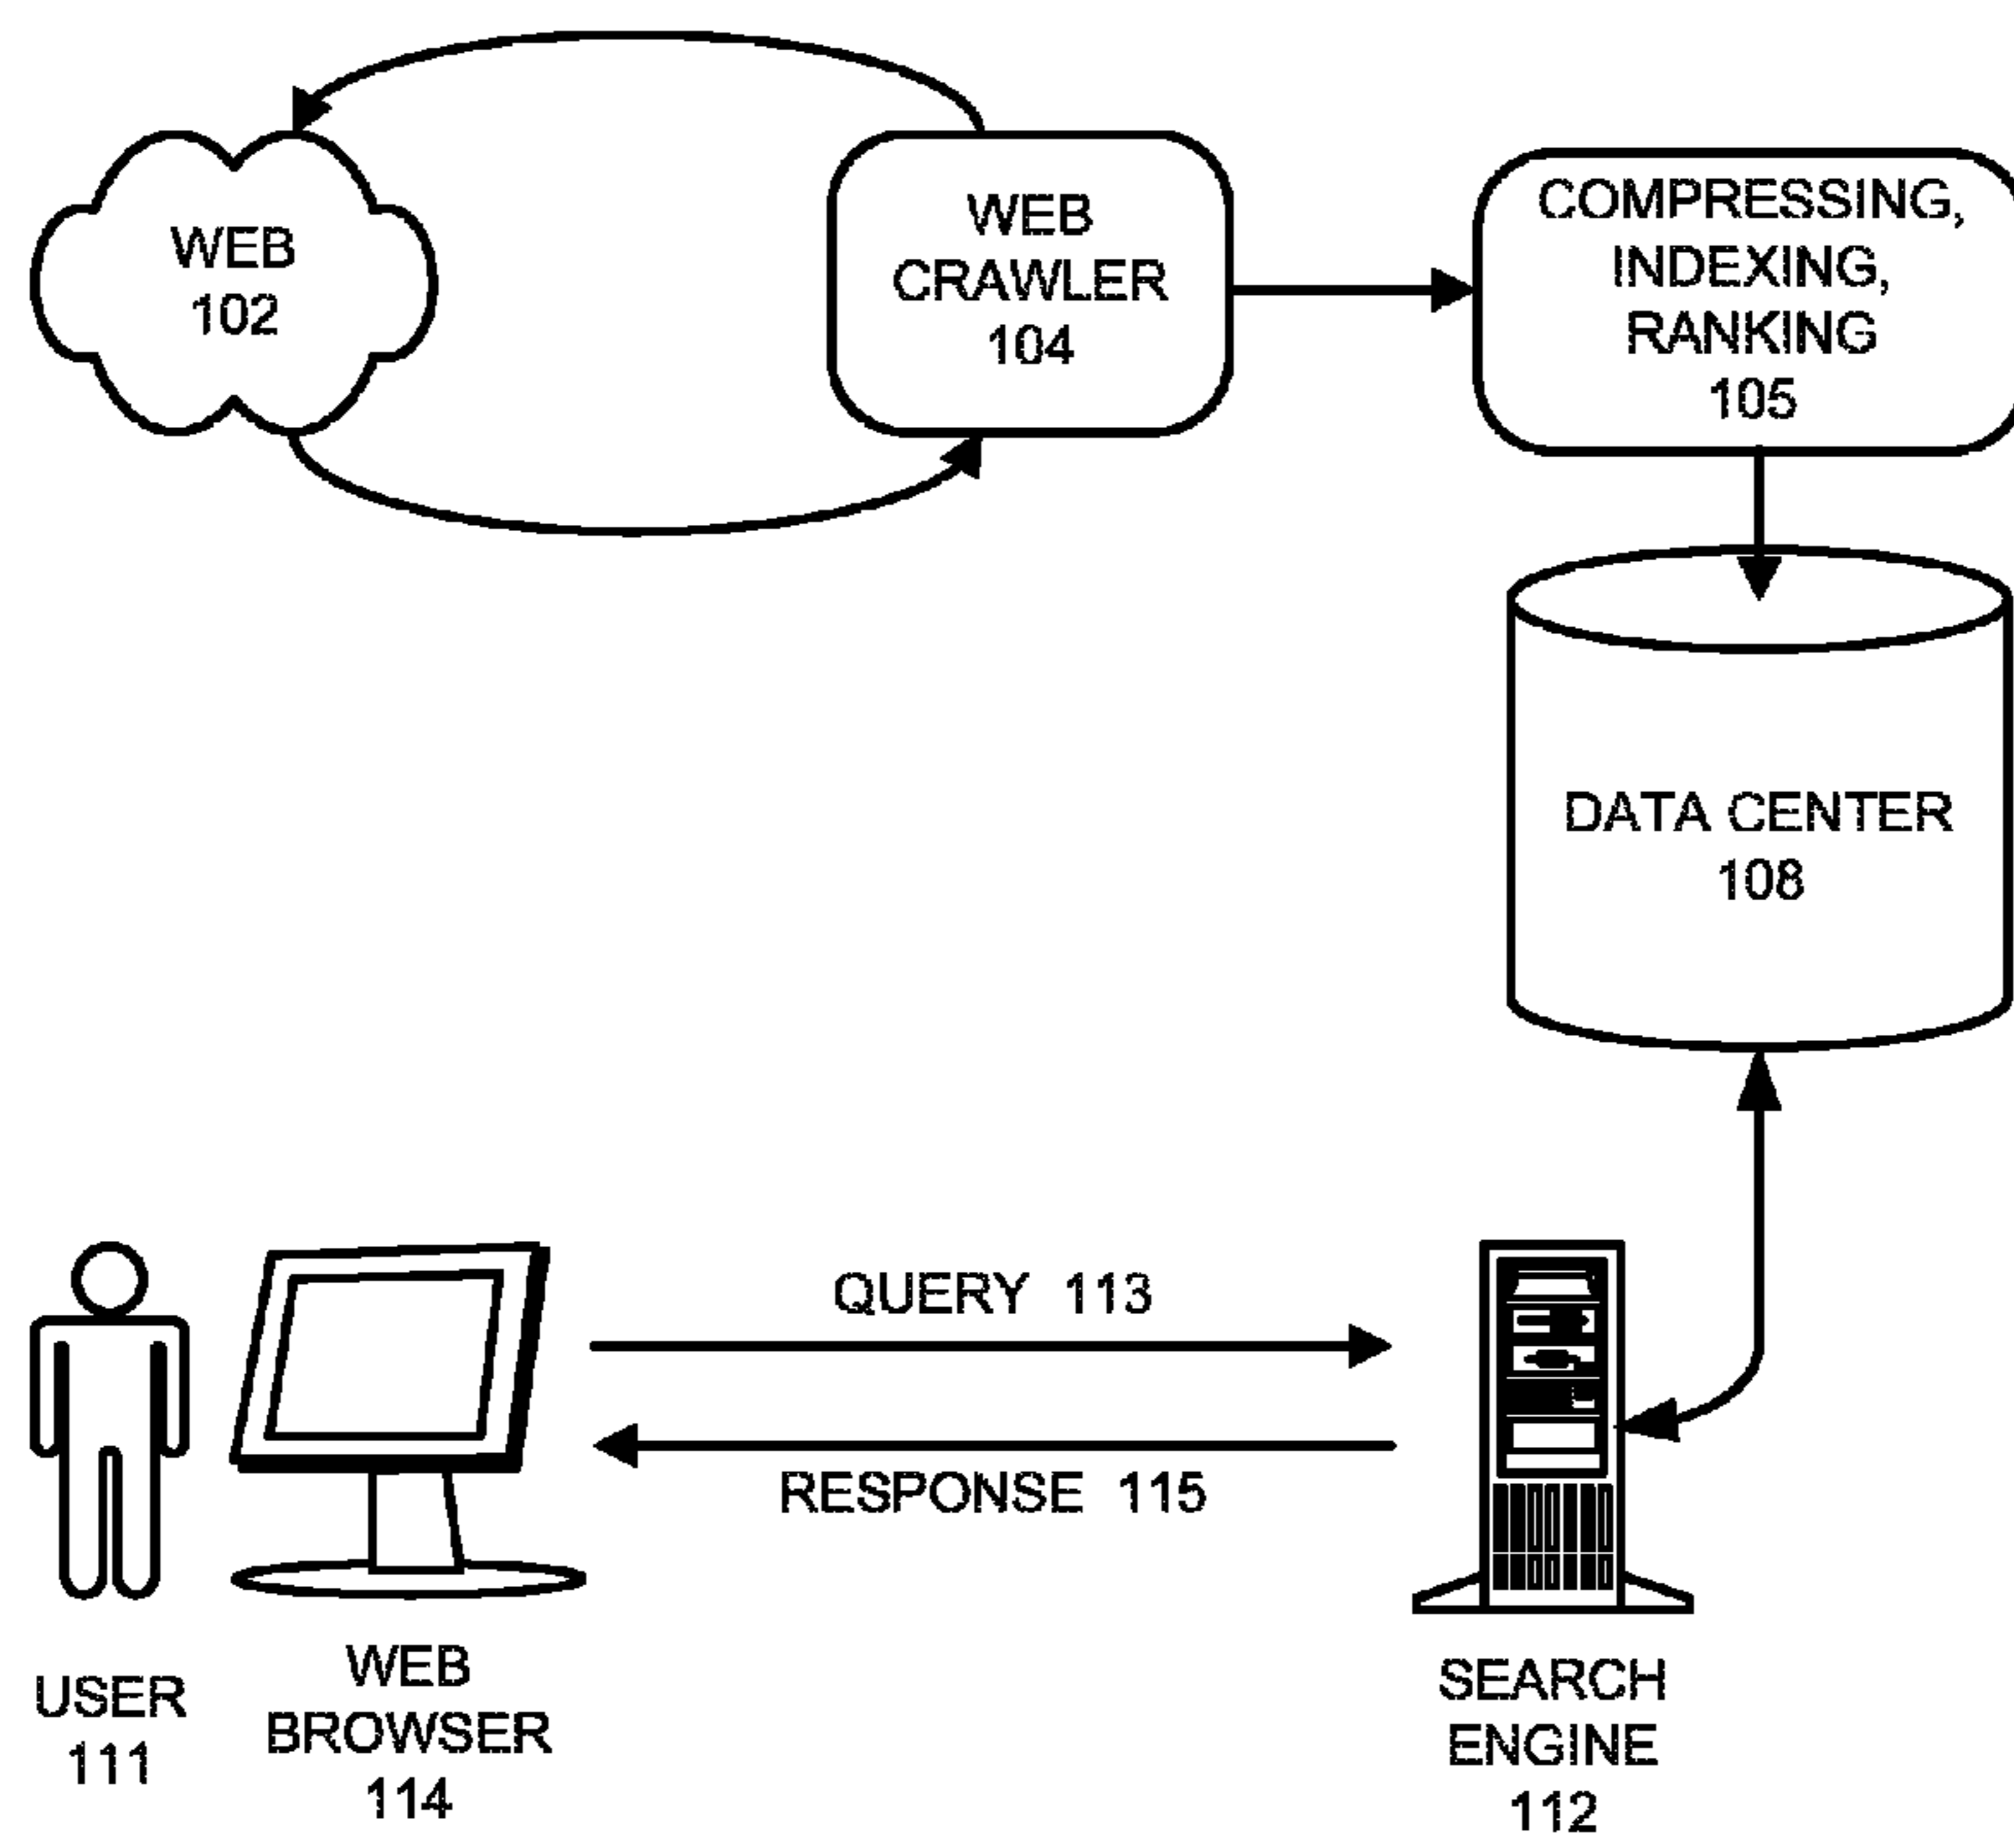 WEB
102
WEB
CRAWLER
104
COMPRESSING,
INDEXING,
RANKING
105
DATA CENTER
108
QUERY 113
RESPONSE 115
USER
111
WEB
BROWSER
114
SEARCH
ENGINE
112